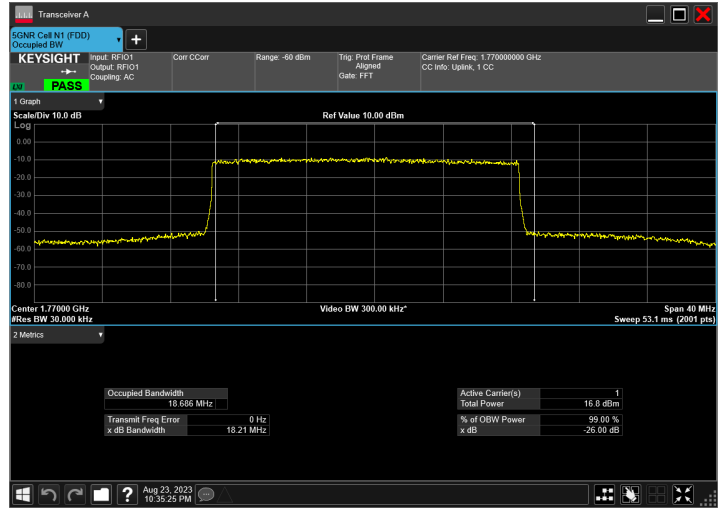 Transceiver A
5GNR Cell N1 (FDD)
Occupied BW
KEYSIGHT
LXI
PASS
Input: RFIO1
Output: RFIO1
Coupling: AC
Corr CCorr
Range: -60 dBm
Trig: Prot Frame
Aligned
Gate: FFT
Carrier Ref Freq: 1.770000000 GHz
CC Info: Uplink, 1 CC
1 Graph
Scale/Div 10.0 dB
Ref Value 10.00 dBm
Log
0.00
-10.0
-20.0
-30.0
-40.0
-50.0
-60.0
-70.0
-80.0
Center 1.77000 GHz
Video BW 300.00 kHz*
Span 40 MHz
#Res BW 30.000 kHz
Sweep 53.1 ms (2001 pts)
2 Metrics
Occupied Bandwidth
18.686 MHz
Transmit Freq Error 0 Hz
x dB Bandwidth 18.21 MHz
Active Carrier(s) 1
Total Power 16.8 dBm
% of OBW Power 99.00 %
x dB -26.00 dB
Aug 23, 2023
10:35:25 PM